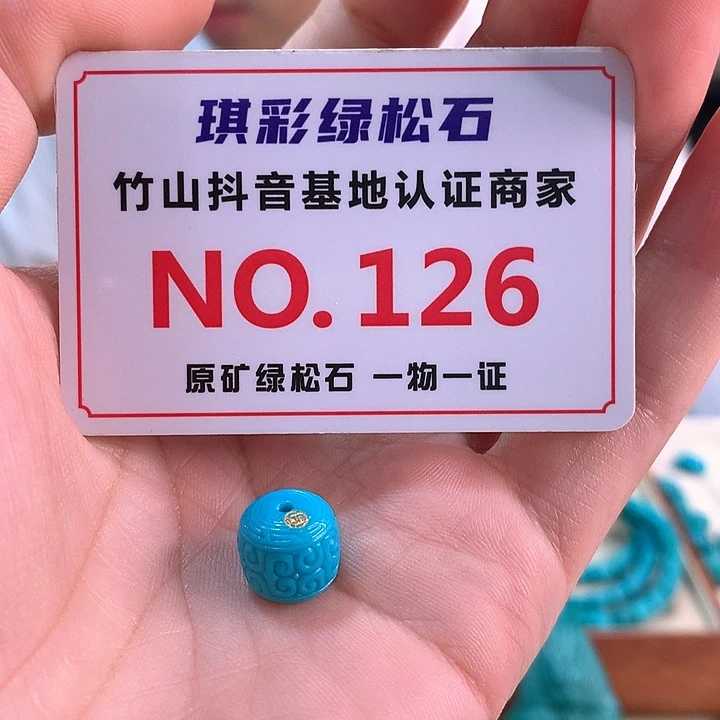 琪彩绿松石
竹山抖音基地认证商家
NO.126
原矿绿松石 一物一证